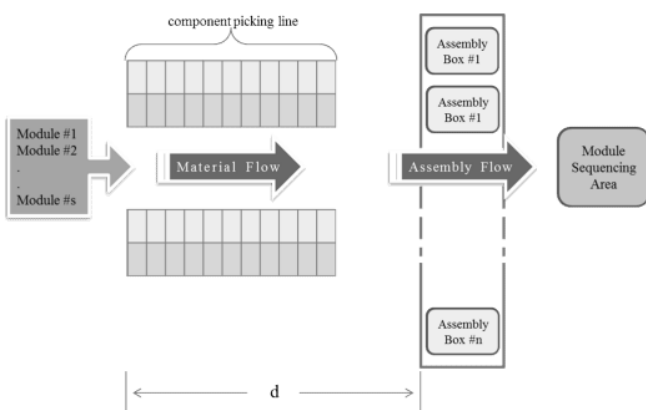 component picking line
Assembly
Box #1
Assembly
Box #1
Module #1
Module #2
.
.
Module #s
Material Flow
Assembly Flow
Module
Sequencing
Area
Assembly
Box #n
d